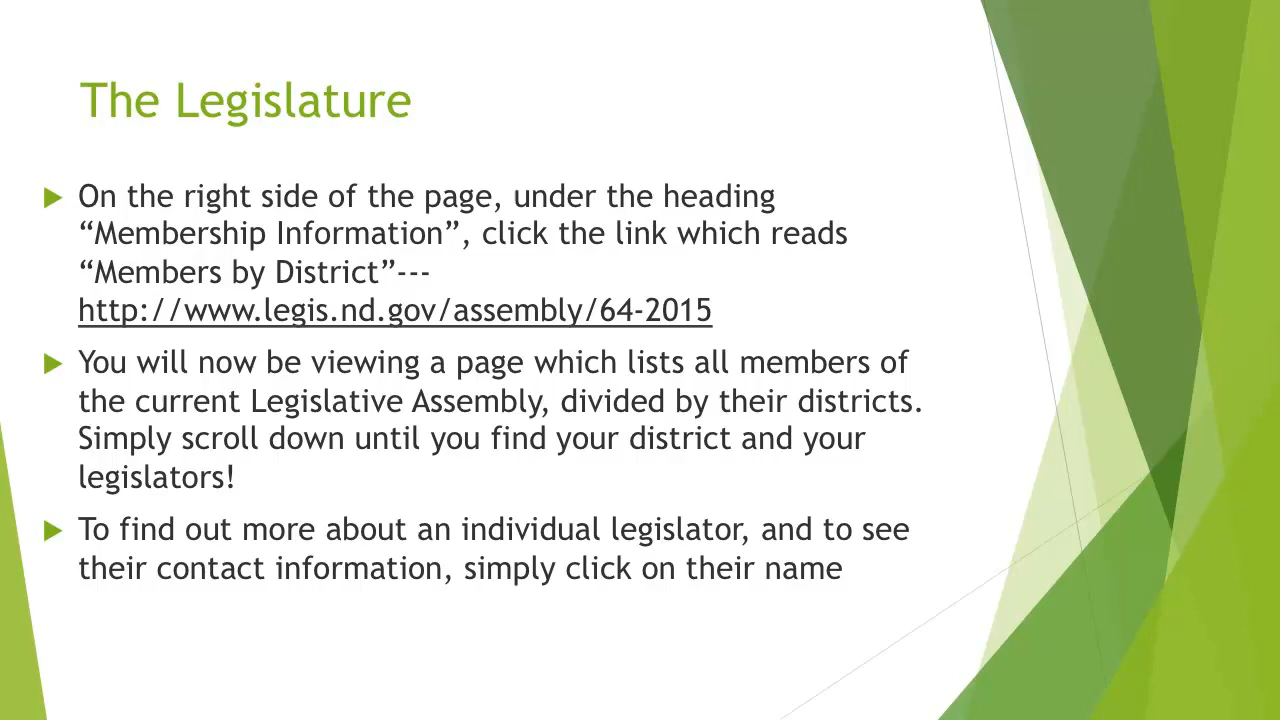 The Legislature
On the right side of the page, under the heading
“Membership Information”, click the link which reads
“Members by District”---
http://www.legis.nd.gov/assembly/64-2015
You will now be viewing a page which lists all members of
the current Legislative Assembly, divided by their districts.
Simply scroll down until you find your district and your
legislators!
To find out more about an individual legislator, and to see
their contact information, simply click on their name